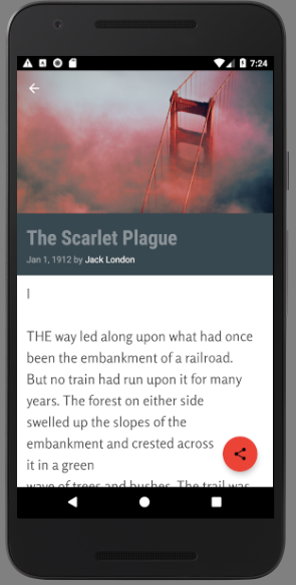 7:24
The Scarlet Plague
Jan 1, 1912 by Jack London
I
THE way led along upon what had once
been the embankment of a railroad.
But no train had run upon it for many
years. The forest on either side
swelled up the slopes of the
embankment and crested across
it in a green
wave of trees and bushes. The trail was